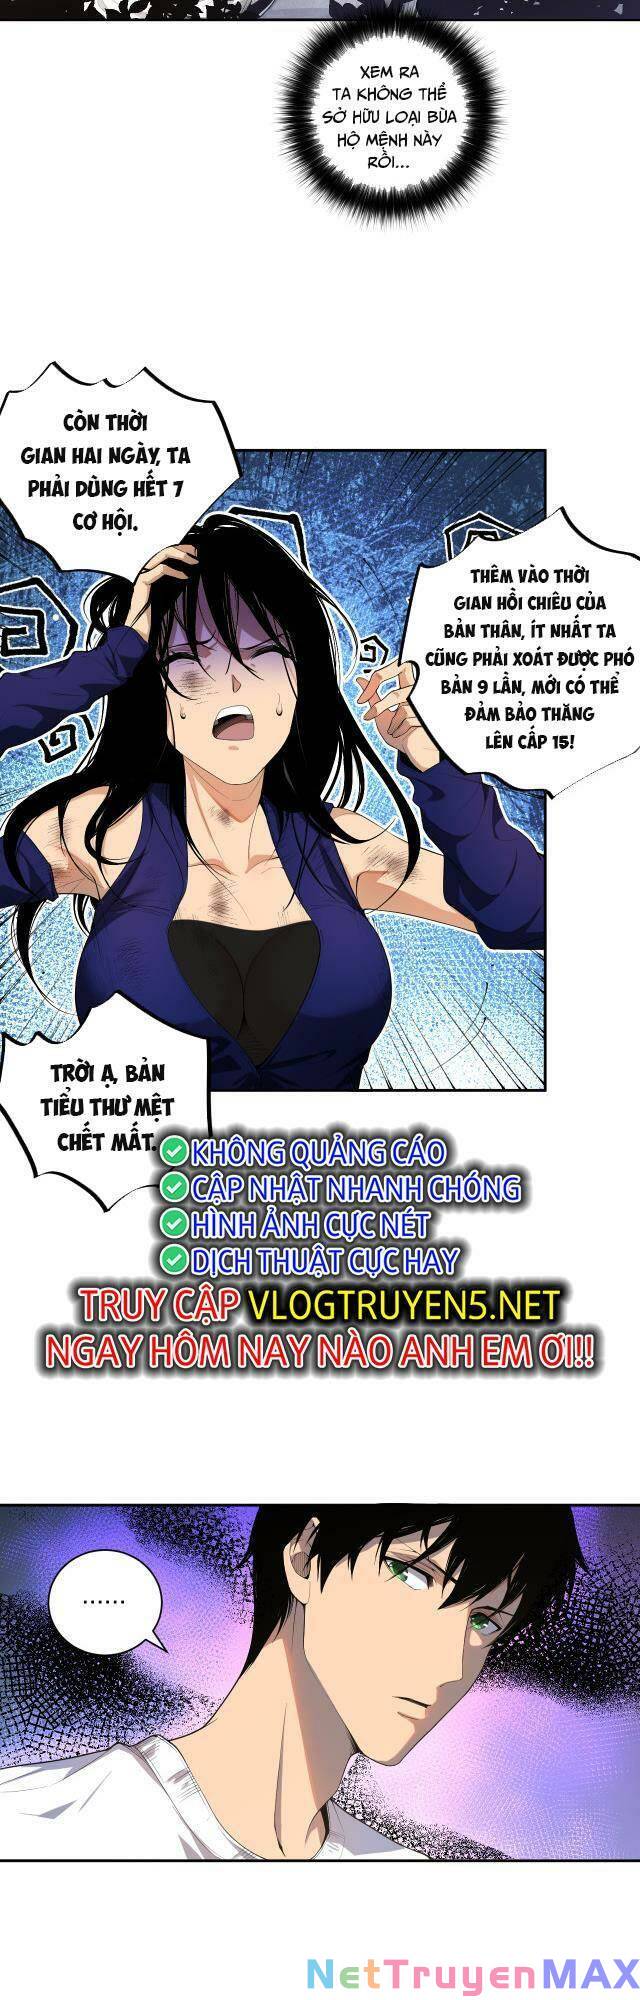 XEM RA
TA KHÔNG THỂ
SỞ HỮU LOẠI BÙA
HỘ MỆNH NÀY
RỒI...
CÒN THỜI
GIAN HAI NGÀY, TA
PHẢI DÙNG HẾT 7
CƠ HỘI.
THÊM VÀO THỜI
GIAN HỒI CHIÊU CỦA
BẢN THÂN, ÍT NHẤT TA
CŨNG PHẢI XOÁT ĐƯỢC PHÓ
BẢN 9 LẦN, MỚI CÓ THỂ
ĐẢM BẢO THĂNG
LÊN CẤP 15!
TRỜI Ạ, BẢN
TIỂU THƯ MỆT
CHẾT MẤT.
KHÔNG QUẢNG CÁO
CẬP NHẬT NHANH CHÓNG
HÌNH ẢNH CỰC NÉT
DỊCH THUẬT CỰC HAY
TRUY CẬP VLOGTRUYEN5.NET
NGAY HÔM NAY NÀO ANH EM ƠI!!
......
NetTruyenMAX